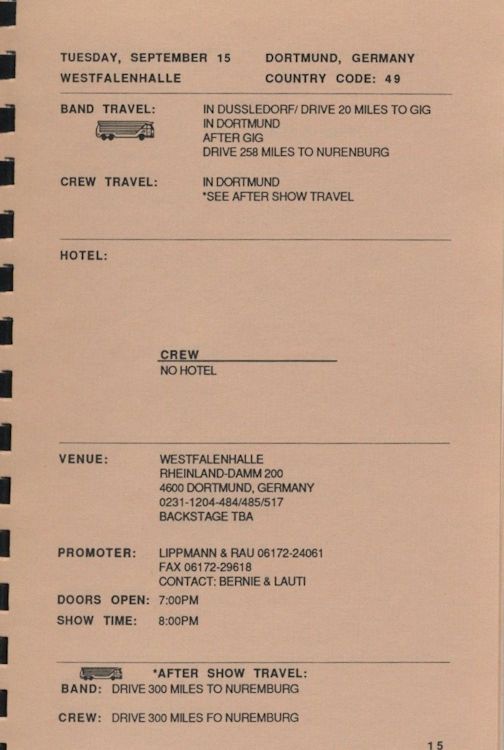 TUESDAY, SEPTEMBER 15 DORTMUND, GERMANY
WESTFALENHALLE COUNTRY CODE: 49
BAND TRAVEL: IN DUSSLEDORF/ DRIVE 20 MILES TO GIG
IN DORTMUND
AFTER GIG
DRIVE 258 MILES TO NURENBURG
CREW TRAVEL: IN DORTMUND
*SEE AFTER SHOW TRAVEL
HOTEL:
CREW
NO HOTEL
VENUE: WESTFALENHALLE
RHEINLAND-DAMM 200
4600 DORTMUND, GERMANY
0231-1204-484/485/517
BACKSTAGE TBA
PROMOTER: LIPPMANN & RAU 06172-24061
FAX 06172-29618
CONTACT: BERNIE & LAUTI
DOORS OPEN: 7:00PM
SHOW TIME: 8:00PM
*AFTER SHOW TRAVEL:
BAND: DRIVE 300 MILES TO NUREMBURG
CREW: DRIVE 300 MILES FO NUREMBURG
15